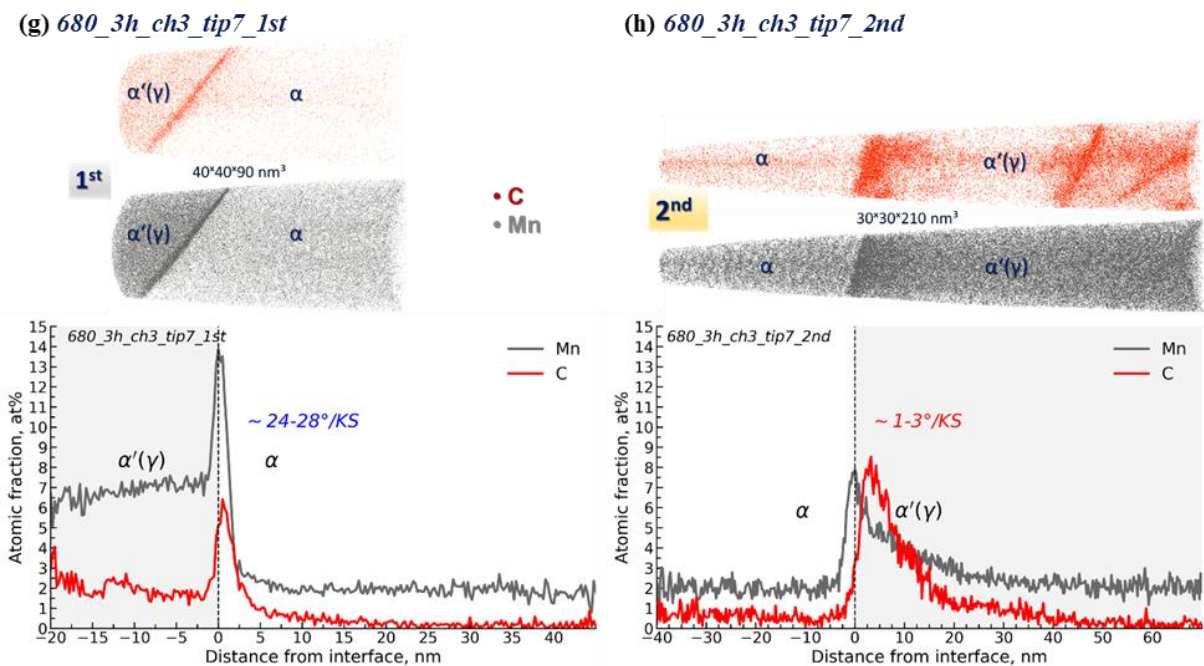 (g) 680_3h_ch3_tip7_1st
(h) 680_3h_ch3_tip7_2nd
α'(γ)
α
1st
40*40*90 nm³
α'(γ)
α
• C
• Mn
α
α'(γ)
2nd
30*30*210 nm³
α
α'(γ)
680_3h_ch3_tip7_1st
Mn
C
~ 24-28°/KS
α'(γ)
α
Atomic fraction, at%
15
14
13
12
11
10
9
8
7
6
5
4
3
2
1
0
−20 −15 −10 −5 0 5 10 15 20 25 30 35 40
Distance from interface, nm
680_3h_ch3_tip7_2nd
Mn
C
~ 1-3°/KS
α
α'(γ)
Atomic fraction, at%
15
14
13
12
11
10
9
8
7
6
5
4
3
2
1
0
−40 −30 −20 −10 0 10 20 30 40 50 60
Distance from interface, nm